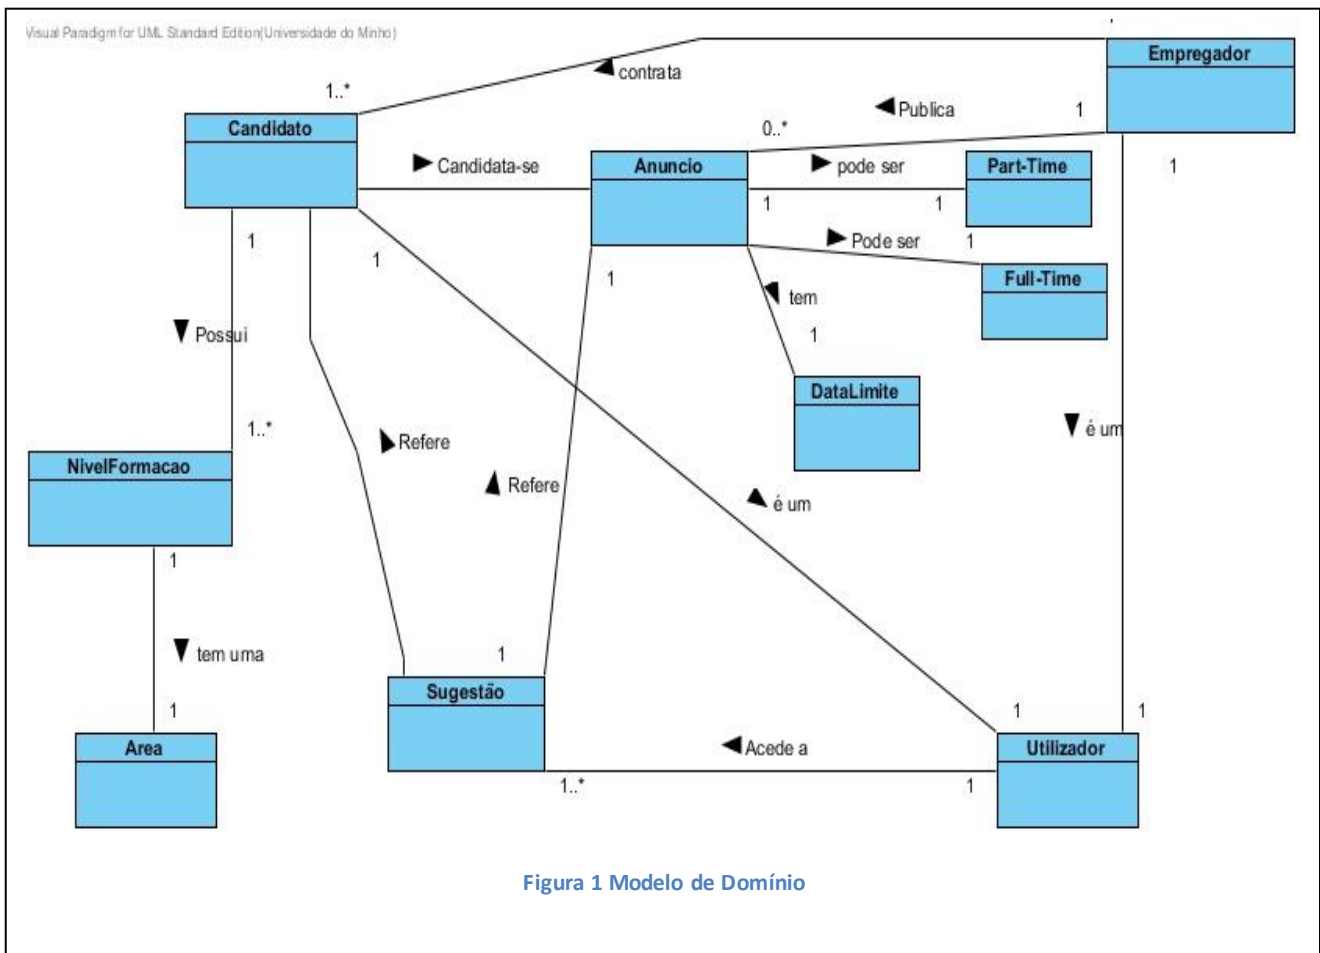 Visual Paradigm for UML Standard Edition(Universidade do Minho)
Empregador
contrata
1..*
Publica
1
0..*
Candidato
Candidata-se
Anuncio
pode ser
Part-Time
1
1
1
1
1
Pode ser
1
1
Full-Time
tem
1
Possui
DataLimite
1..*
Refere
é um
NivelFormacao
Refere
é um
1
tem uma
1
Sugestão
1
1
1
Area
Acede a
Utilizador
1..*
1
Figura 1 Modelo de Domínio